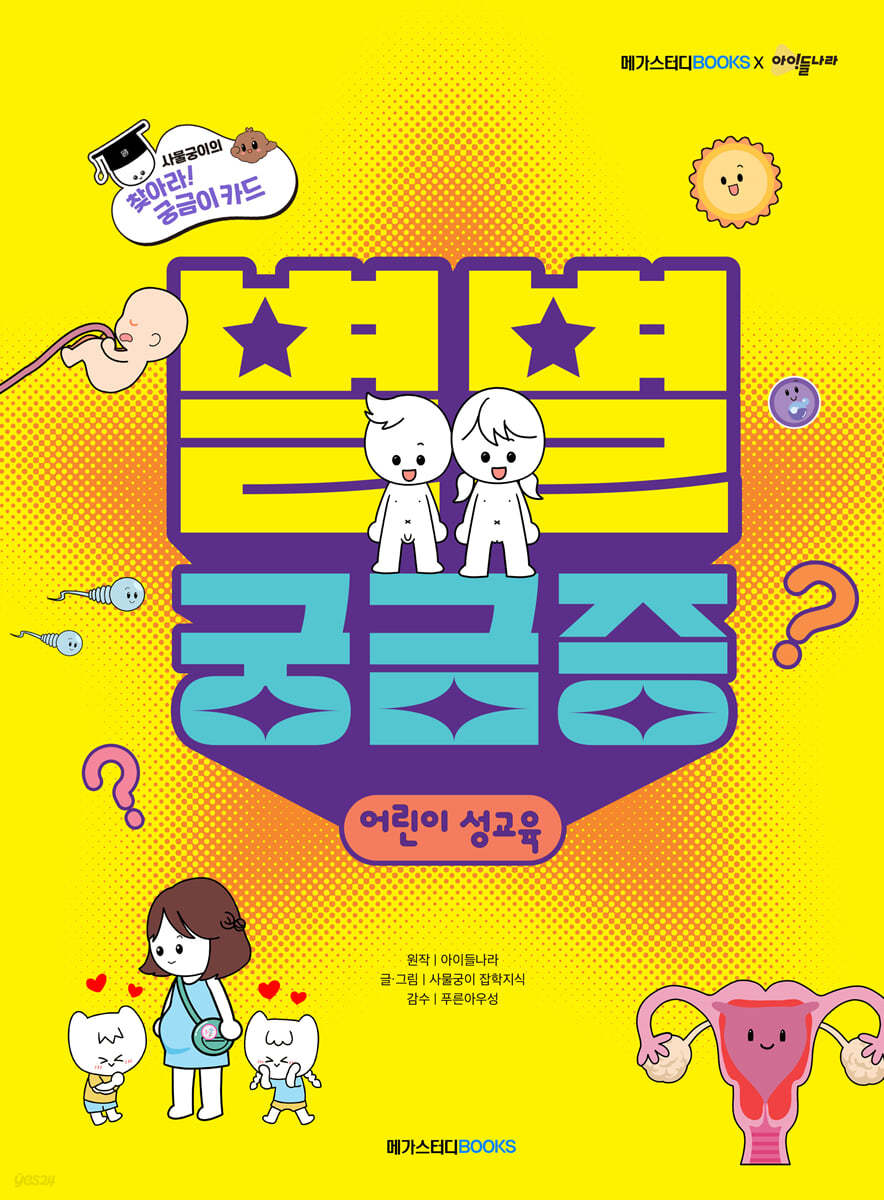 메가스터디BOOKS X 아이들나라
사물궁이의
찾아라!
궁금이 카드
별별
궁금증
어린이 성교육
원작 | 아이들나라
글·그림 | 사물궁이 잡학지식
감수 | 푸른아우성
메가스터디BOOKS
yes24